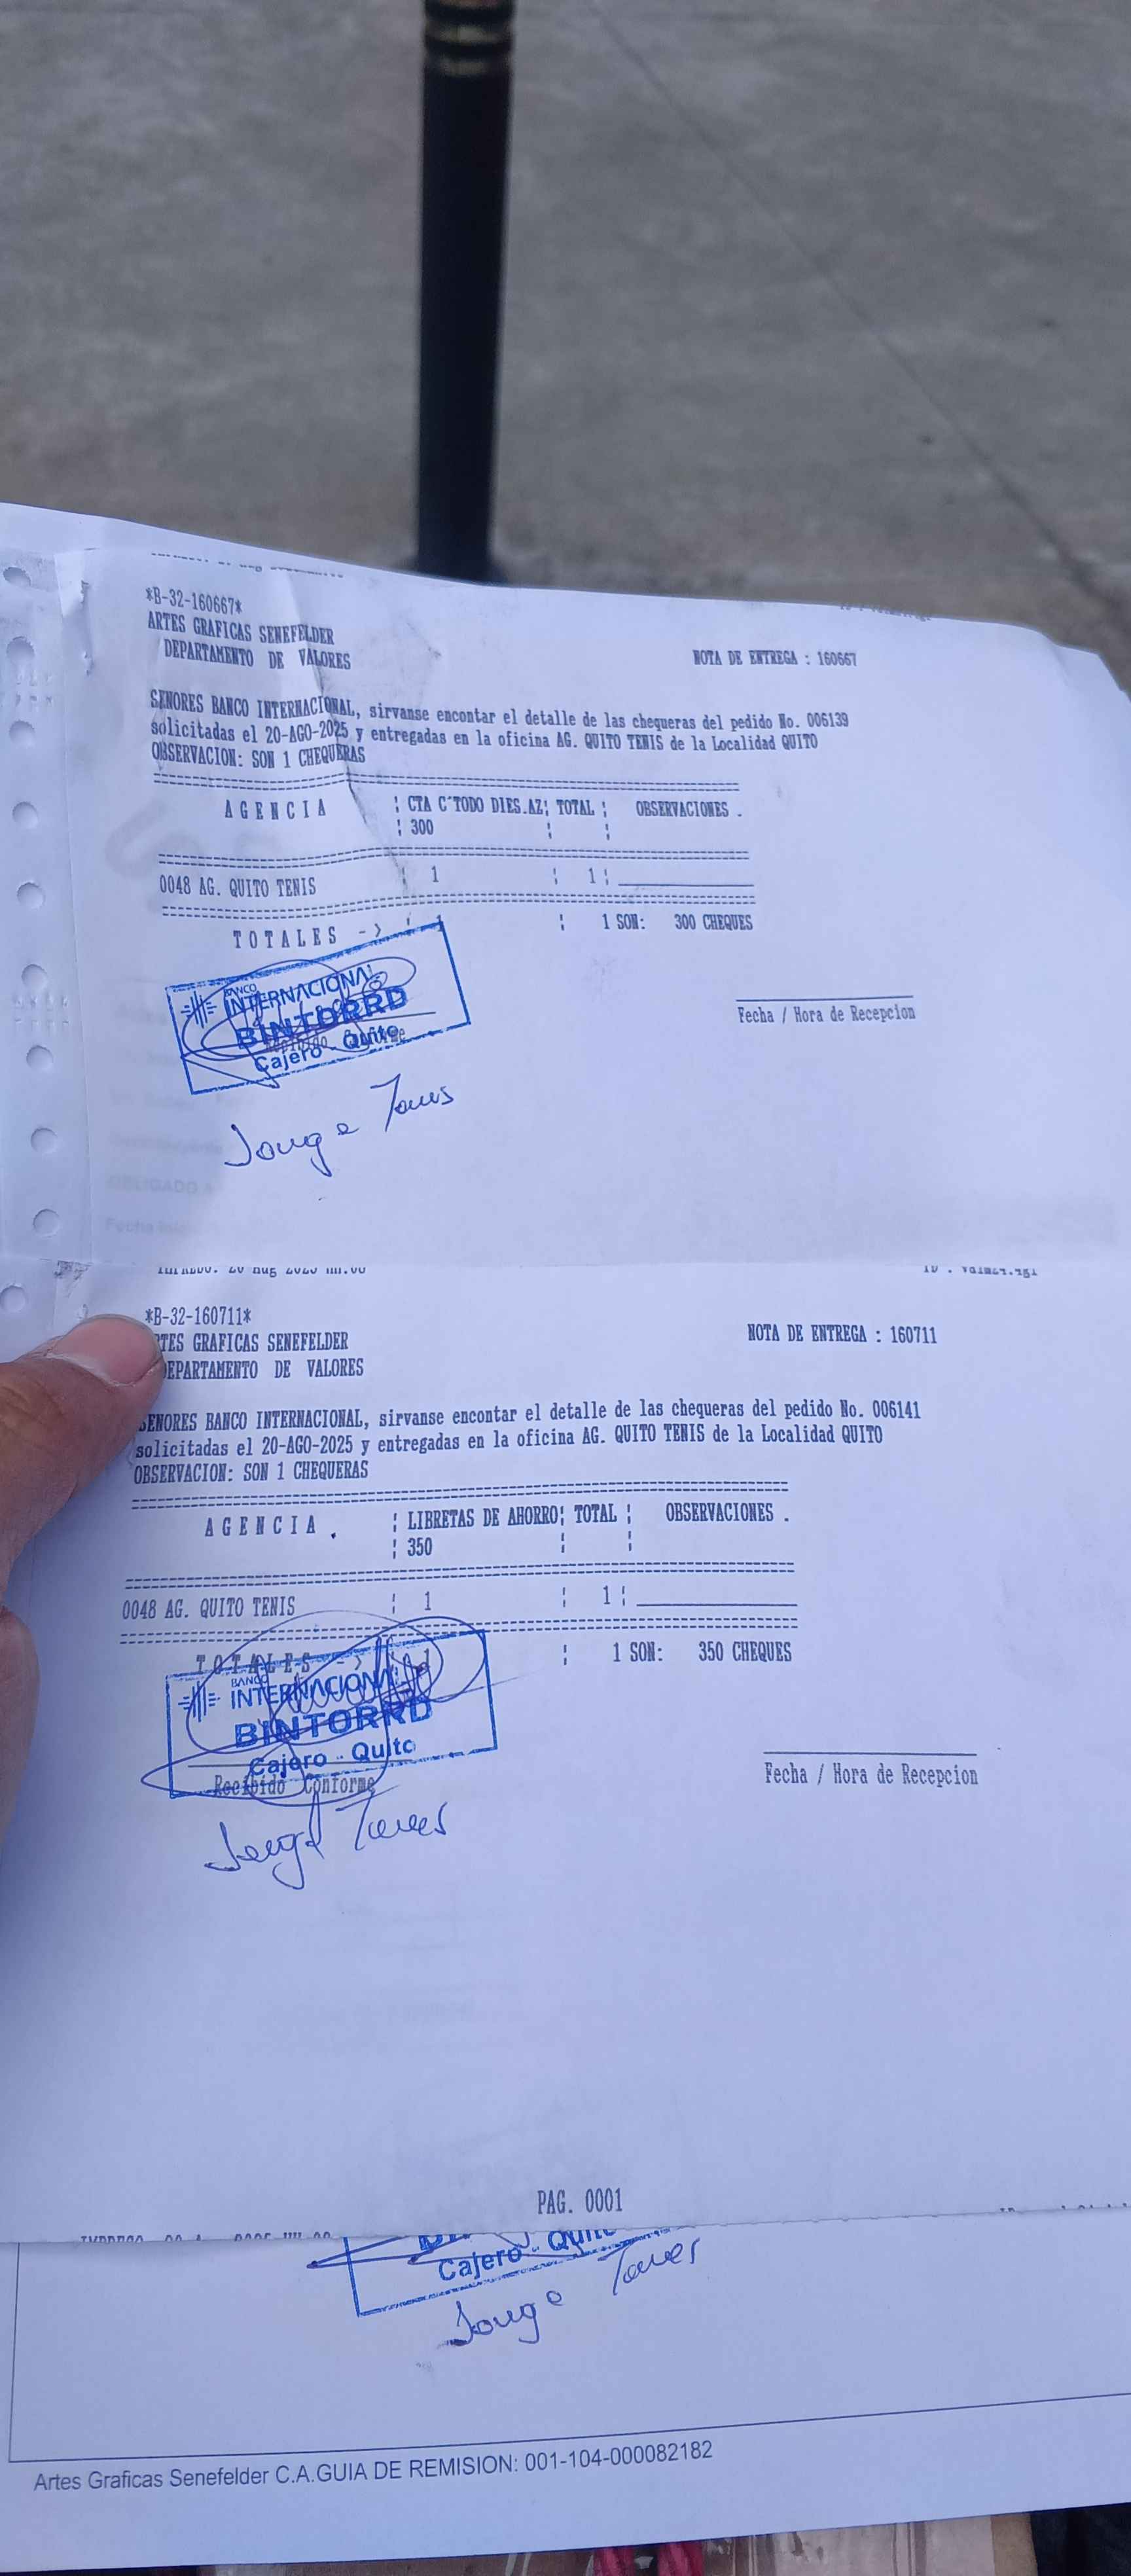 *B-32-160667*
ARTES GRAFICAS SENEFELDER
DEPARTAMENTO DE VALORES
NOTA DE ENTREGA : 160667
SENORES BANCO INTERNACIONAL, sirvanse encontar el detalle de las chequeras del pedido No. 006139
solicitadas el 20-AGO-2025 y entregadas en la oficina AG. QUITO TENIS de la Localidad QUITO
OBSERVACION: SON 1 CHEQUERAS
A G E N C I A ¦ CTA C'TODO DIES.AZ¦ TOTAL ¦ OBSERVACIONES .
¦ 300 ¦ ¦
0048 AG. QUITO TENIS ¦ 1 ¦ 1 ¦
T O T A L E S -> ¦ 1 ¦ 1 SON: 300 CHEQUES
BANCO
INTERNACIONAL
BINTORRD
Recibido Conforme
Cajero - Quito
Fecha / Hora de Recepcion
Jorge Torres
*B-32-160711*
RTES GRAFICAS SENEFELDER
DEPARTAMENTO DE VALORES
NOTA DE ENTREGA : 160711
SENORES BANCO INTERNACIONAL, sirvanse encontar el detalle de las chequeras del pedido No. 006141
solicitadas el 20-AGO-2025 y entregadas en la oficina AG. QUITO TENIS de la Localidad QUITO
OBSERVACION: SON 1 CHEQUERAS
A G E N C I A . ¦ LIBRETAS DE AHORRO¦ TOTAL ¦ OBSERVACIONES .
¦ 350 ¦ ¦
0048 AG. QUITO TENIS ¦ 1 ¦ 1 ¦
T O T A L E S -> ¦ 1 ¦ 1 SON: 350 CHEQUES
BANCO
INTERNACIONAL
BINTORRD
Cajero - Quito
Recibido Conforme
Fecha / Hora de Recepcion
Jorge Torres
PAG. 0001
Cajero - Quito
Jorge Torres
Artes Graficas Senefelder C.A.GUIA DE REMISION: 001-104-000082182